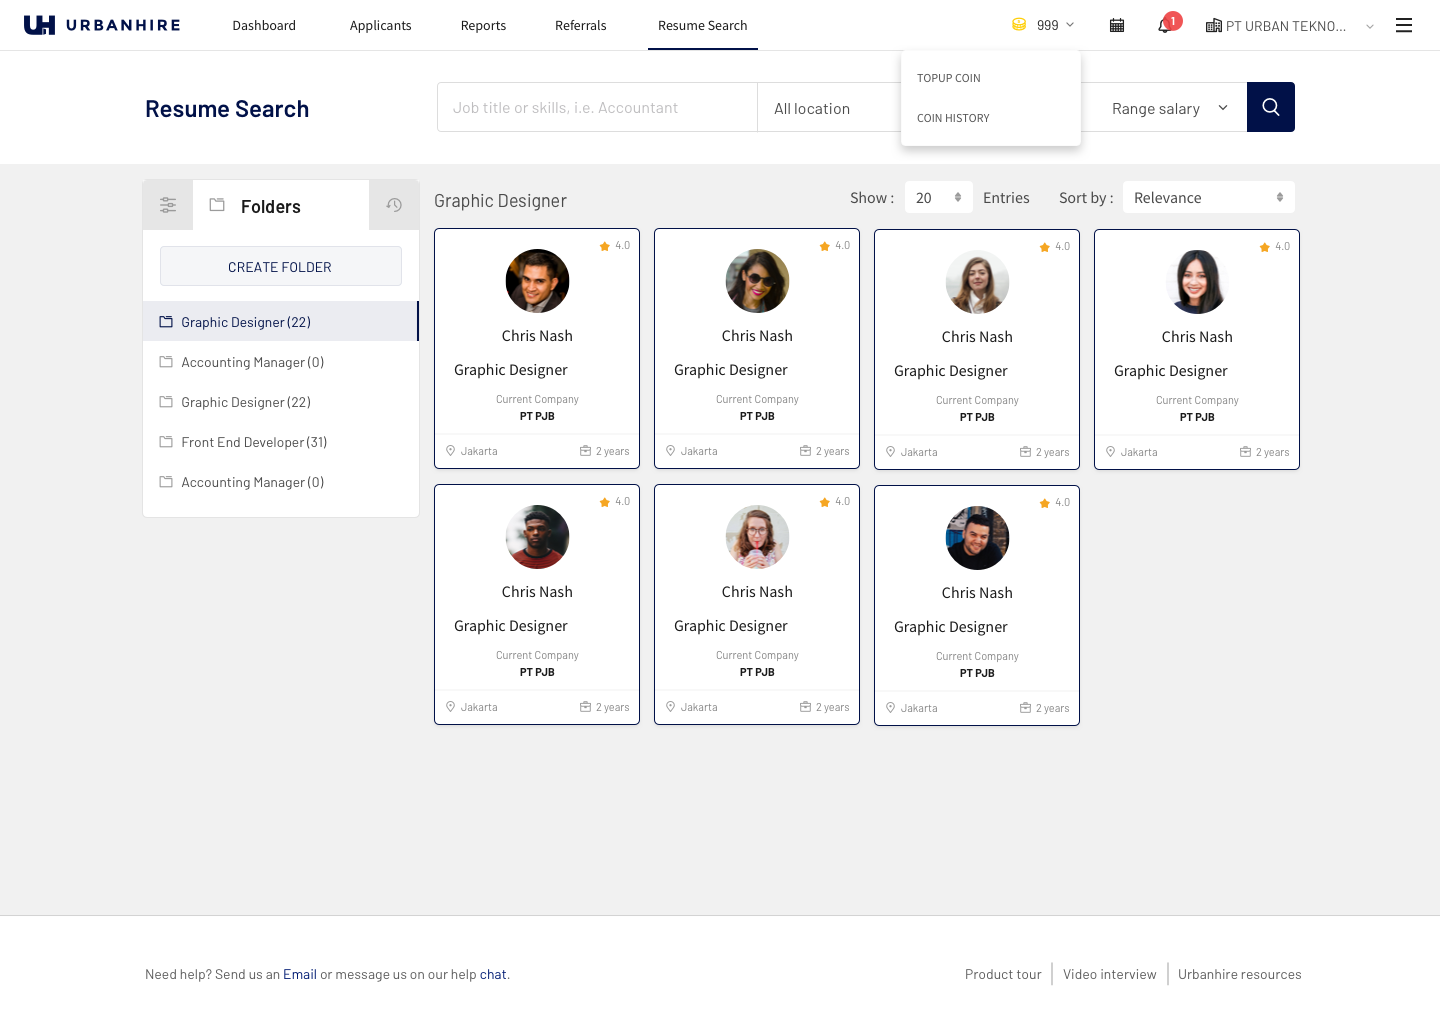 URBANHIRE
Dashboard
Applicants
Reports
Referrals
Resume Search
999
1
PT URBAN TEKNO...
TOPUP COIN
COIN HISTORY
Resume Search
Job title or skills, i.e. Accountant
All location
Range salary
Folders
CREATE FOLDER
Graphic Designer (22)
Accounting Manager (0)
Graphic Designer (22)
Front End Developer (31)
Accounting Manager (0)
Graphic Designer
Show :
20
Entries
Sort by :
Relevance
4.0
Chris Nash
Graphic Designer
Current Company
PT PJB
Jakarta
2 years
4.0
Chris Nash
Graphic Designer
Current Company
PT PJB
Jakarta
2 years
4.0
Chris Nash
Graphic Designer
Current Company
PT PJB
Jakarta
2 years
4.0
Chris Nash
Graphic Designer
Current Company
PT PJB
Jakarta
2 years
4.0
Chris Nash
Graphic Designer
Current Company
PT PJB
Jakarta
2 years
4.0
Chris Nash
Graphic Designer
Current Company
PT PJB
Jakarta
2 years
4.0
Chris Nash
Graphic Designer
Current Company
PT PJB
Jakarta
2 years
Need help? Send us an Email or message us on our help chat.
Product tour
Video interview
Urbanhire resources